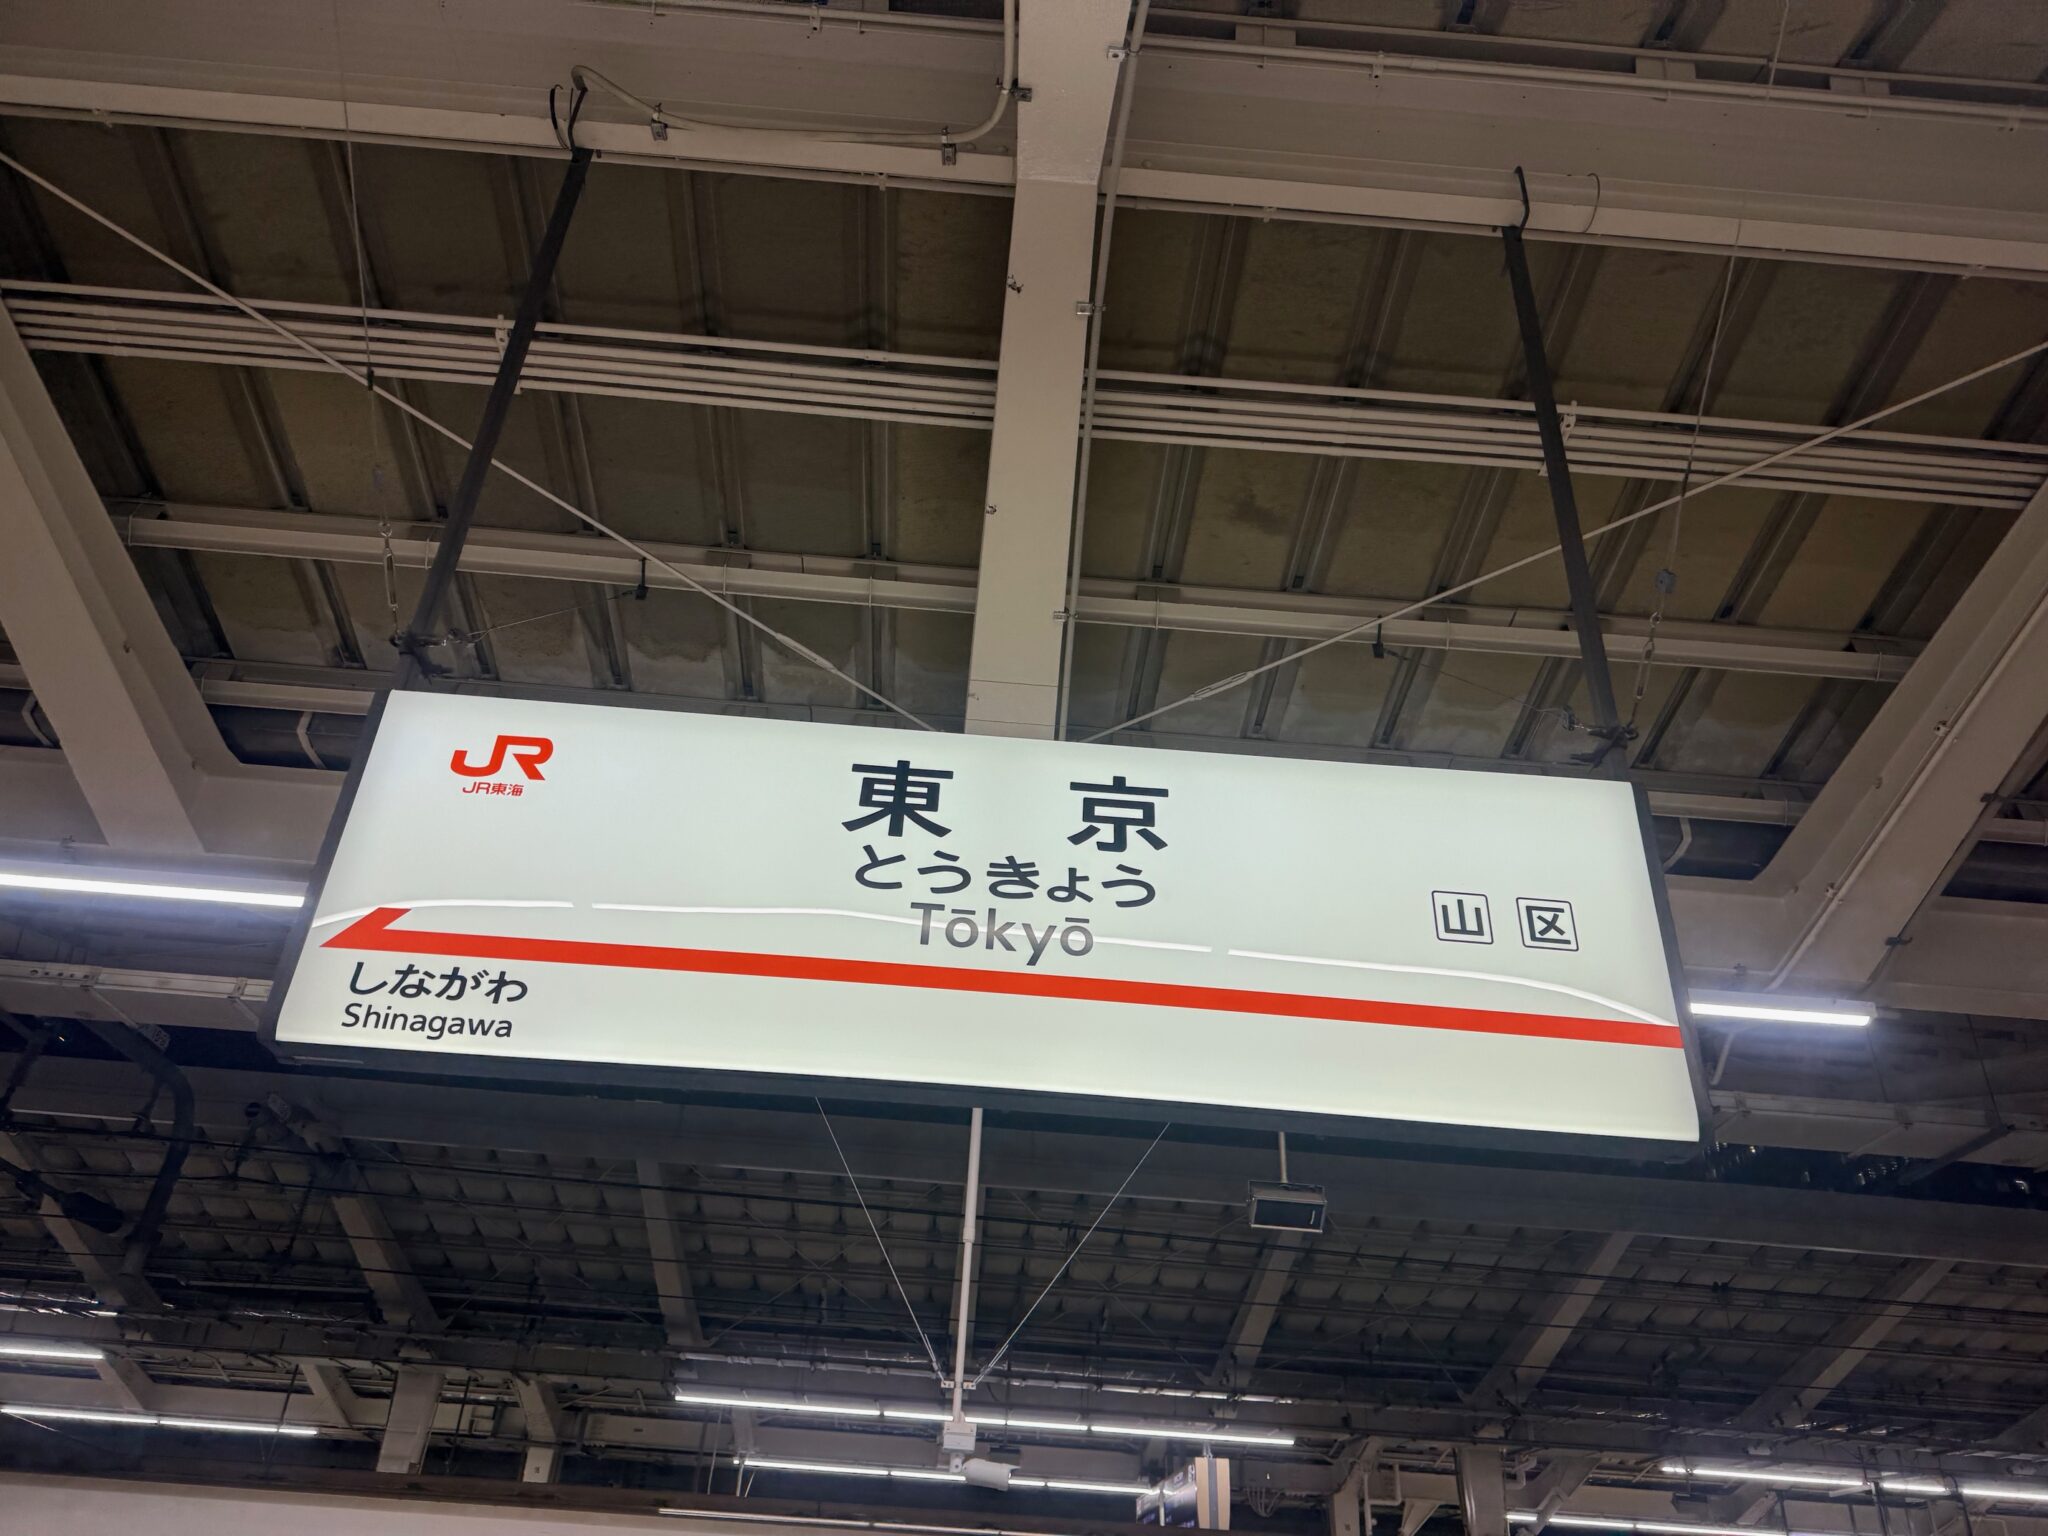 JR
JR東海
東京
とうきょう
Tōkyō
山 区
しながわ
Shinagawa